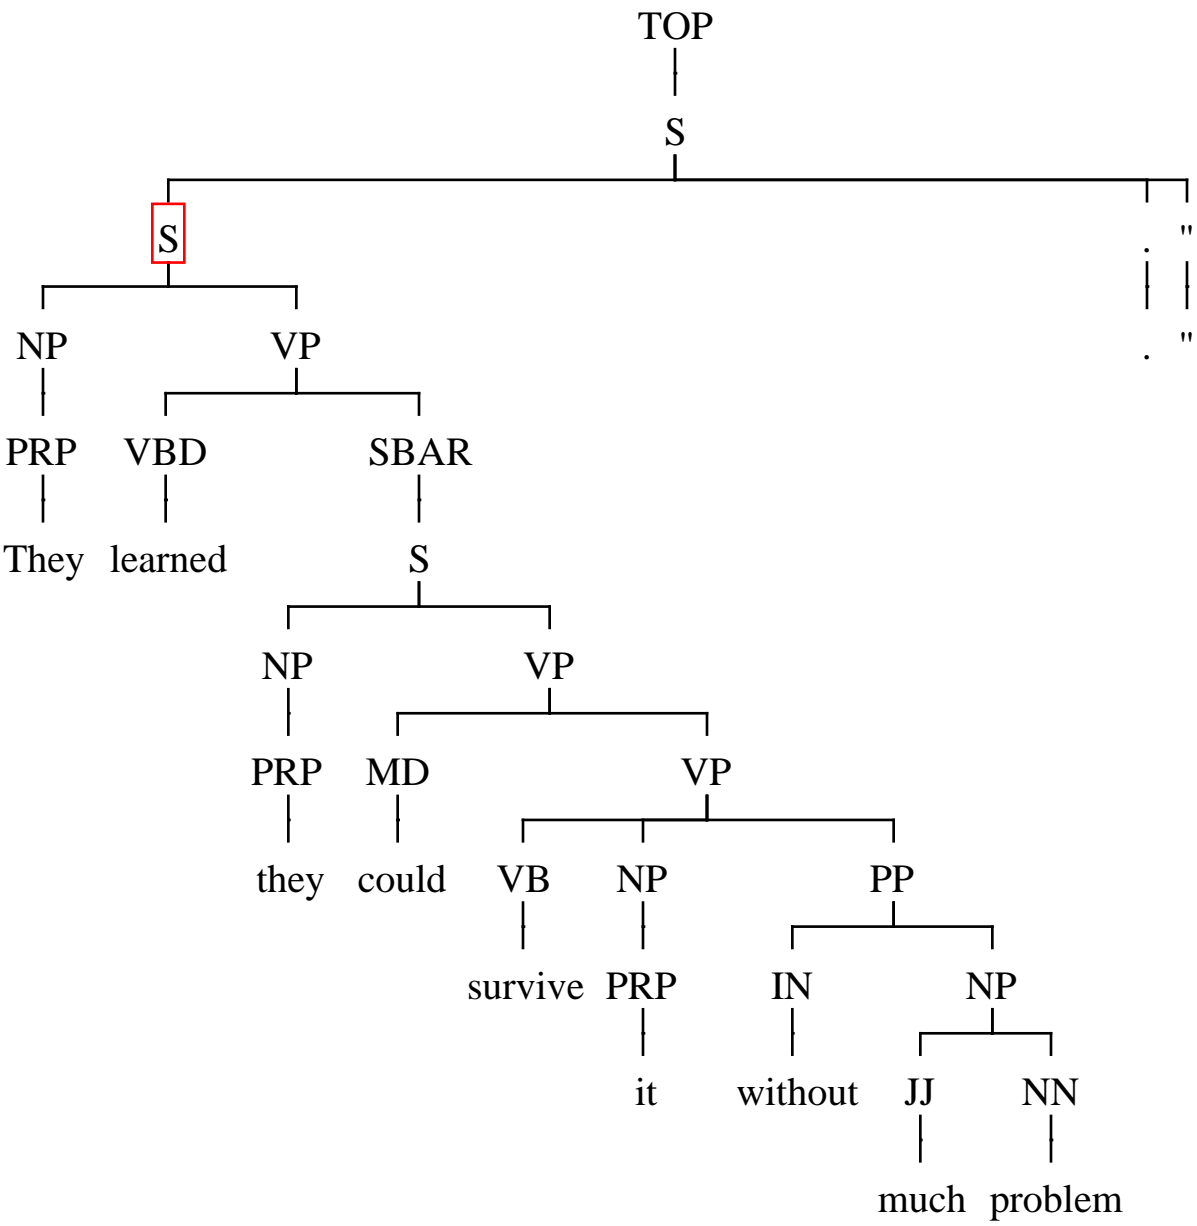 TOP
S
S . "
NP VP . "
PRP VBD SBAR
They learned S
NP VP
PRP MD VP
they could VB NP PP
survive PRP IN NP
it without JJ NN
much problem